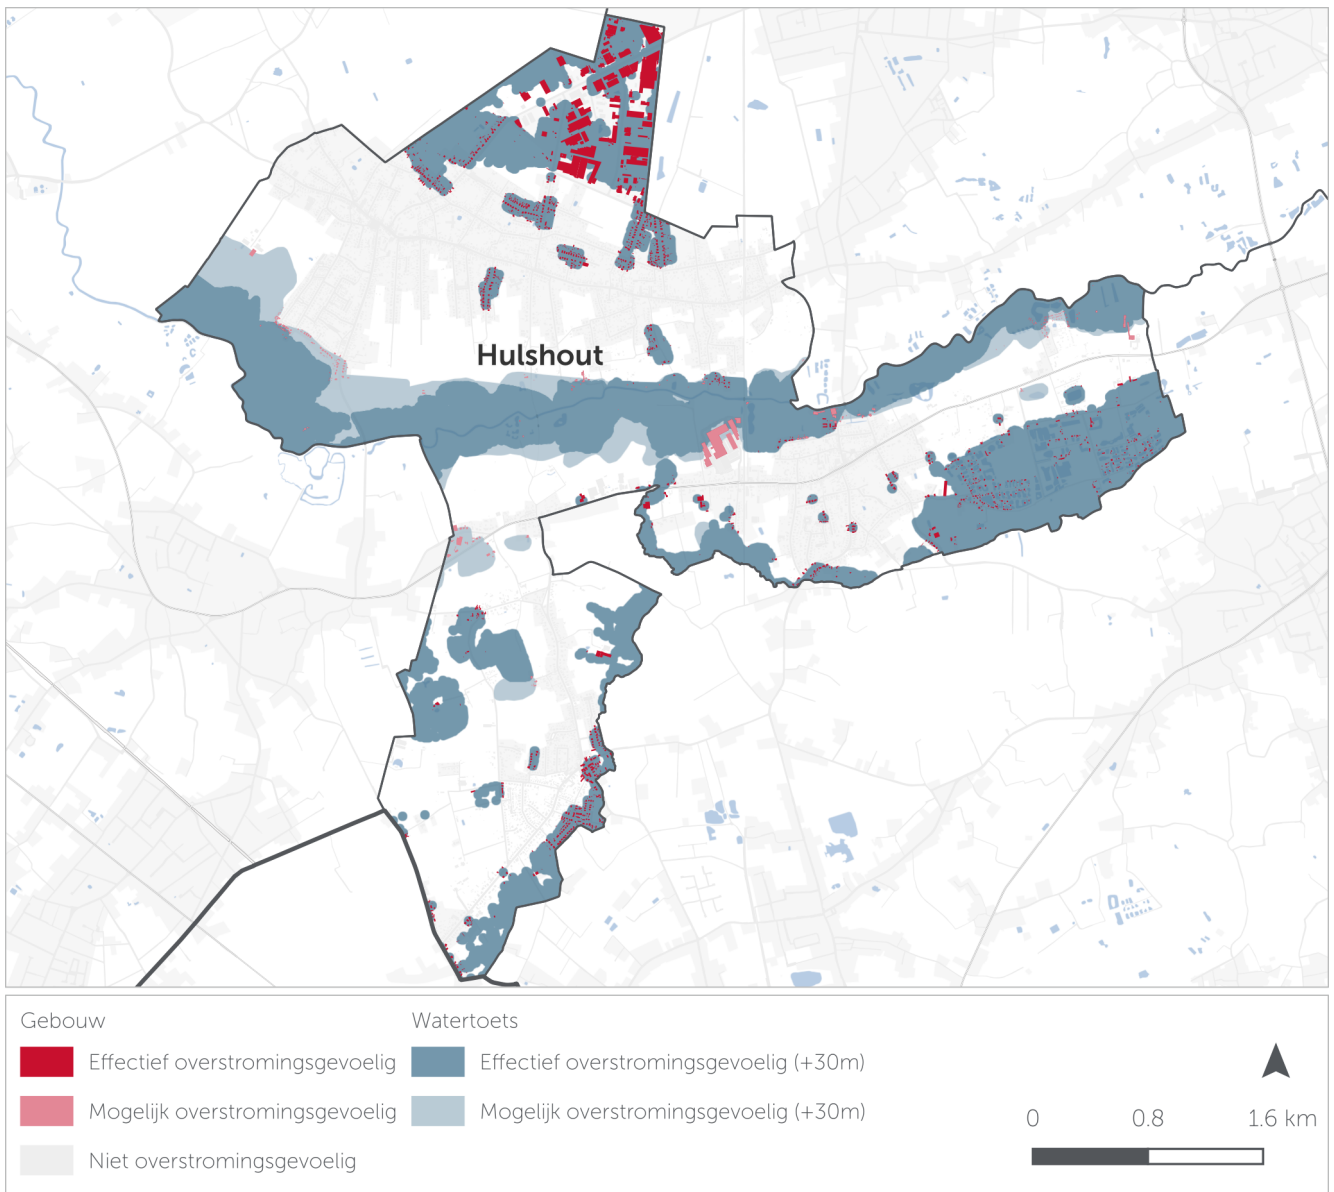 Hulshout
Gebouw
Effectief overstromingsgevoelig
Mogelijk overstromingsgevoelig
Niet overstromingsgevoelig
Watertoets
Effectief overstromingsgevoelig (+30m)
Mogelijk overstromingsgevoelig (+30m)
0 0.8 1.6 km